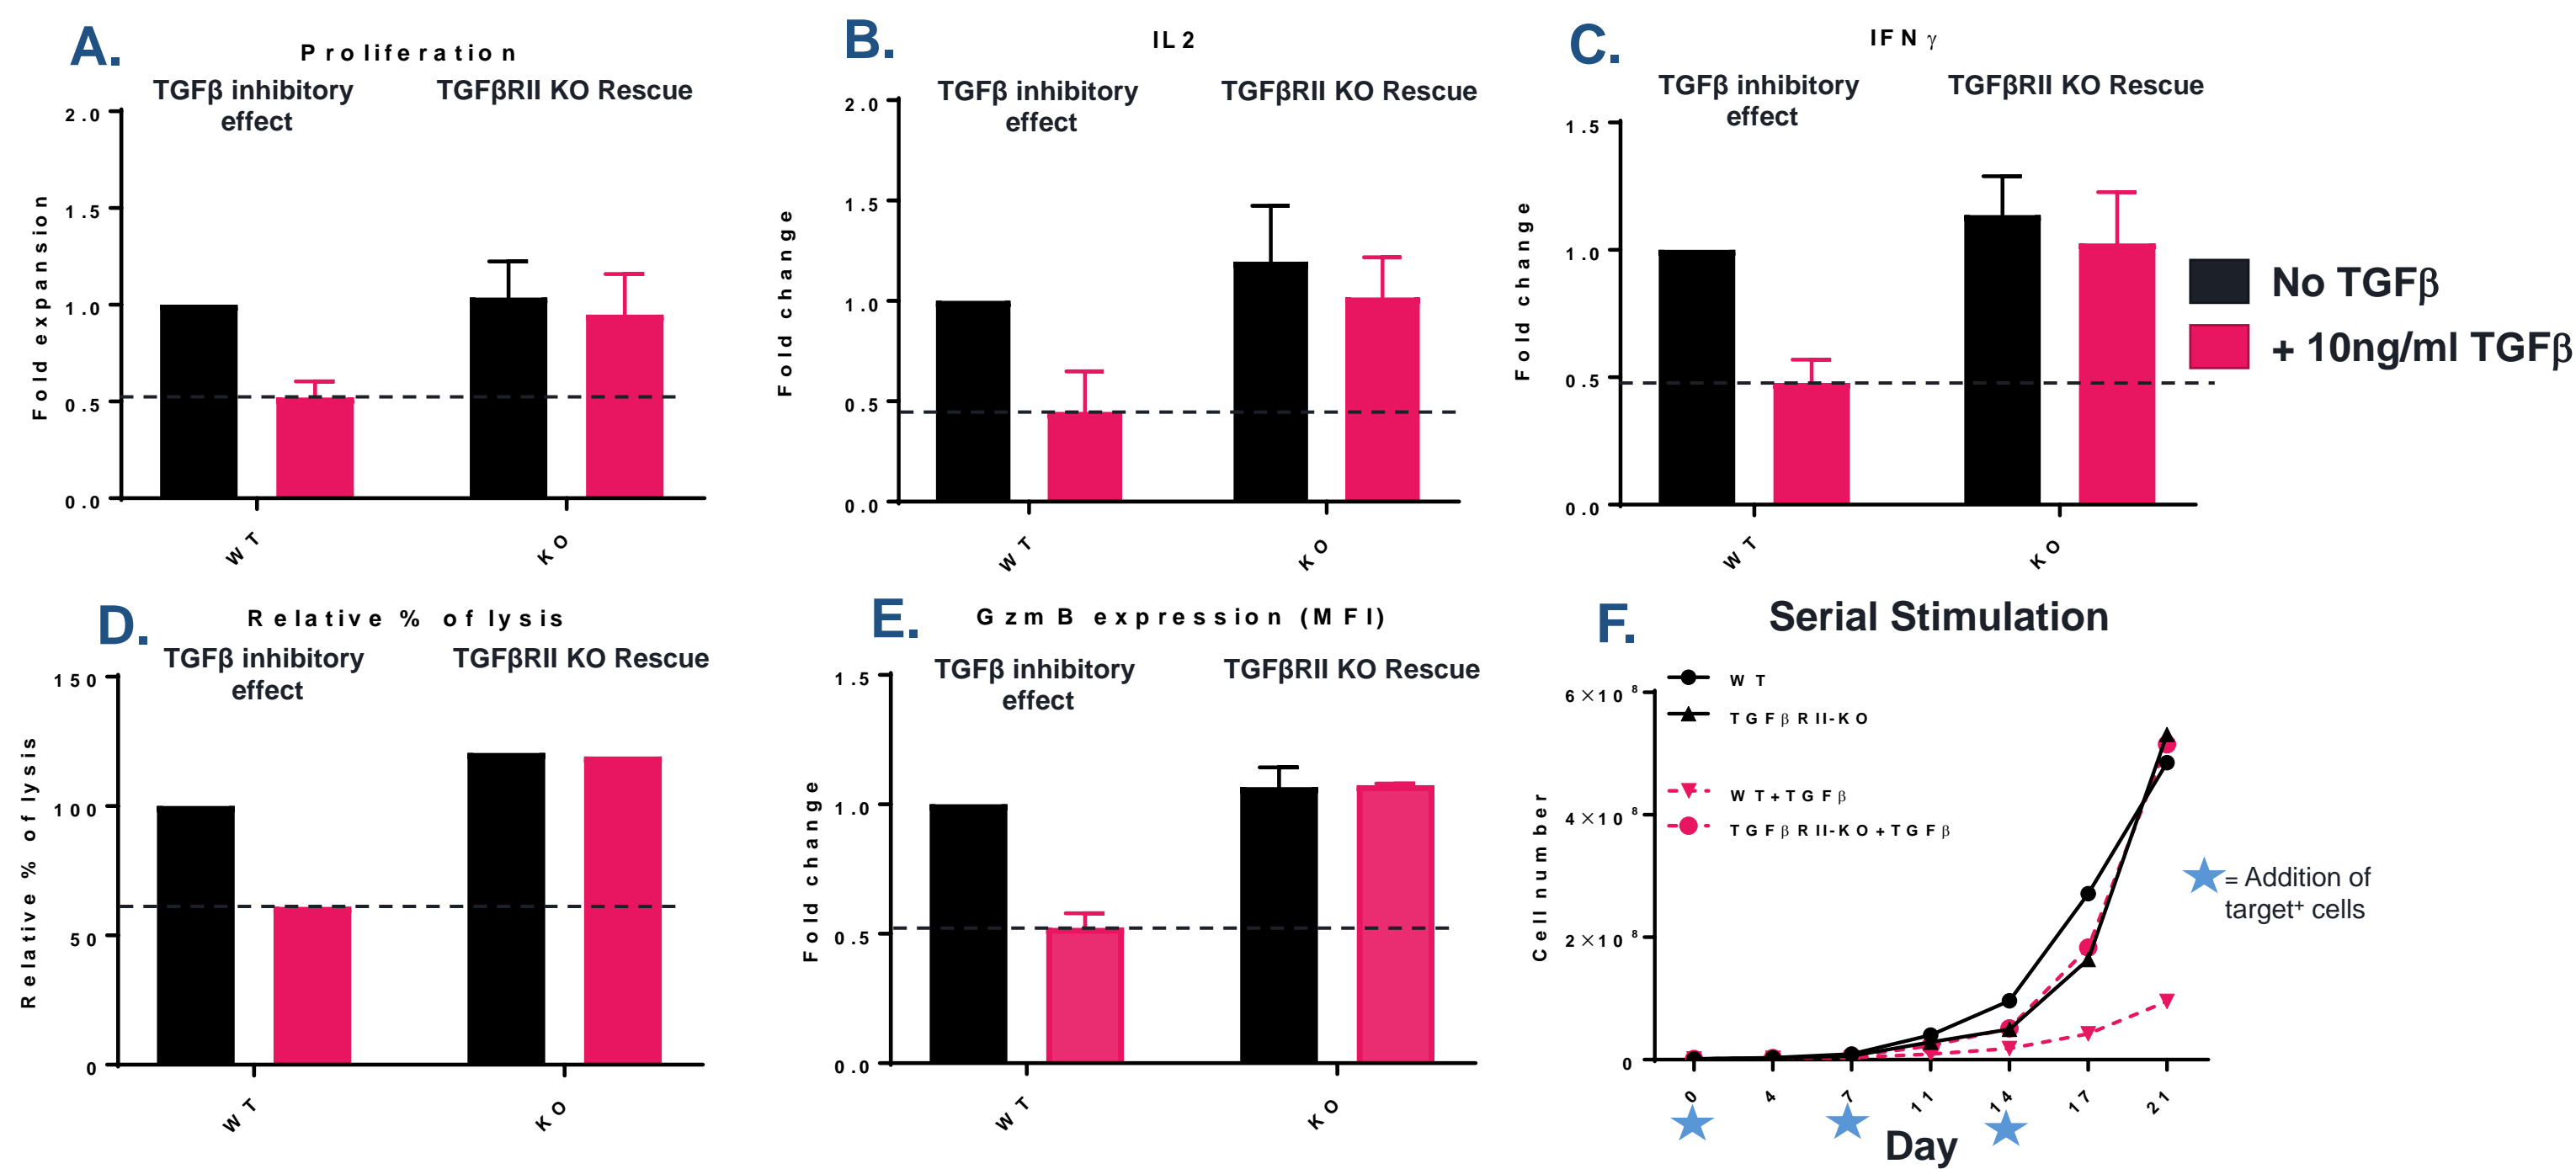 A.
Proliferation
TGFβ inhibitory
effect
TGFβRII KO Rescue
Fold expansion
2.0
1.5
1.0
0.5
0.0
WT
KO
B.
IL2
TGFβ inhibitory
effect
TGFβRII KO Rescue
Fold change
2.0
1.5
1.0
0.5
0.0
WT
KO
C.
IFNγ
TGFβ inhibitory
effect
TGFβRII KO Rescue
Fold change
1.5
1.0
0.5
0.0
WT
KO
No TGFβ
+ 10ng/ml TGFβ
D.
Relative % of lysis
TGFβ inhibitory
effect
TGFβRII KO Rescue
Relative % of lysis
150
100
50
0
WT
KO
E.
GzmB expression (MFI)
TGFβ inhibitory
effect
TGFβRII KO Rescue
Fold change
1.5
1.0
0.5
0.0
WT
KO
F.
Serial Stimulation
WT
TGFβRII-KO
WT+TGFβ
TGFβRII-KO+TGFβ
Cell number
6×10⁸
4×10⁸
2×10⁸
0
0
4
7
11
14
17
21
Day
= Addition of
target⁺ cells